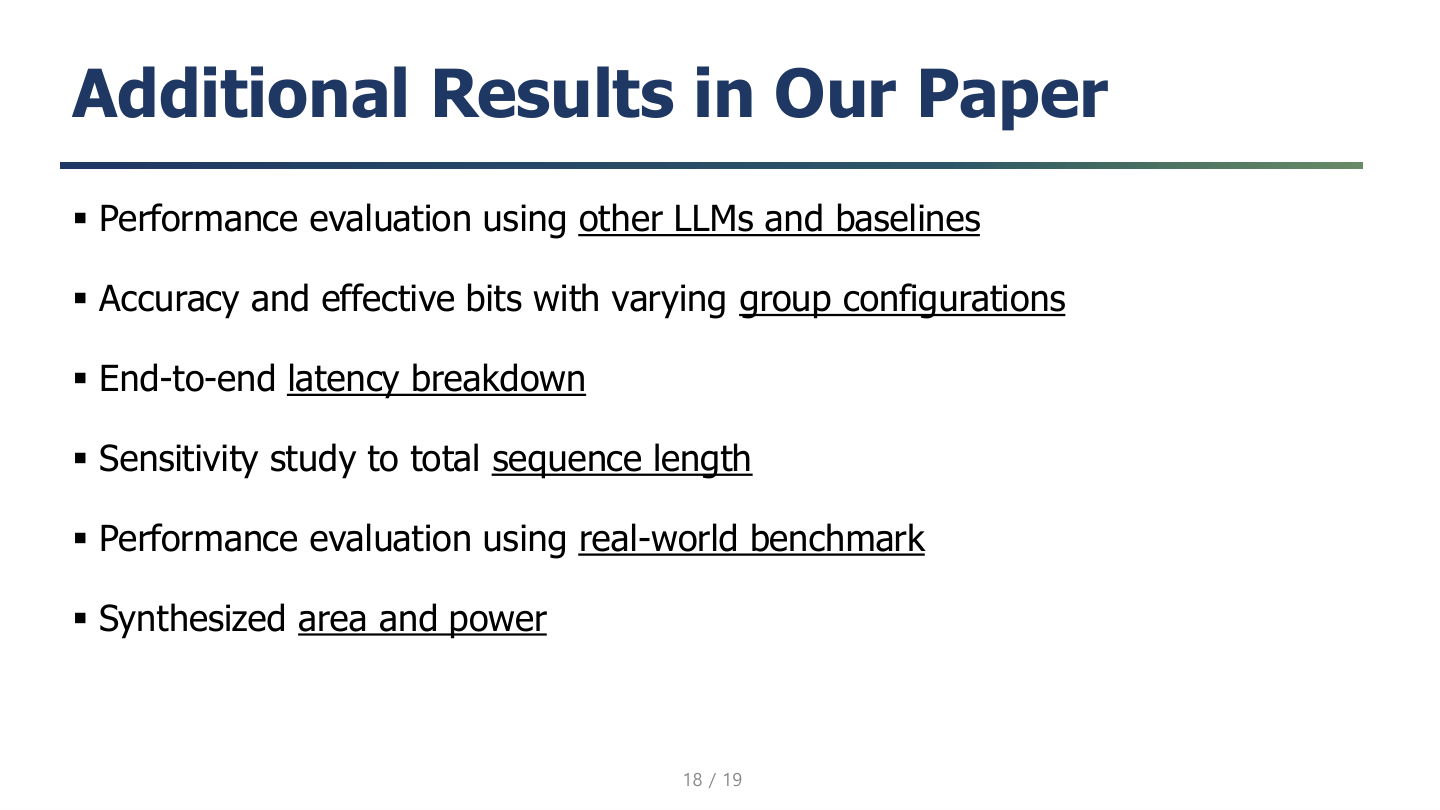 Additional Results in Our Paper
▪ Performance evaluation using other LLMs and baselines
▪ Accuracy and effective bits with varying group configurations
▪ End-to-end latency breakdown
▪ Sensitivity study to total sequence length
▪ Performance evaluation using real-world benchmark
▪ Synthesized area and power
18 / 19